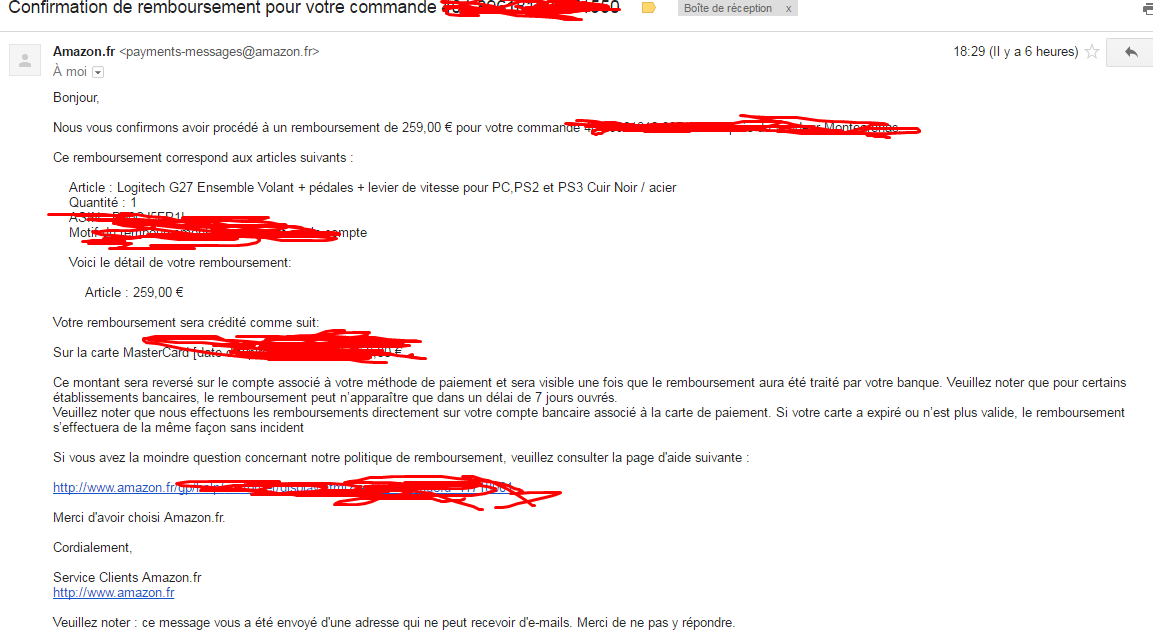 Confirmation de remboursement pour votre commande
Boîte de réception x
Amazon.fr <payments-messages@amazon.fr>
18:29 (Il y a 6 heures)
À moi
Bonjour,
Nous vous confirmons avoir procédé à un remboursement de 259,00 € pour votre commande
Ce remboursement correspond aux articles suivants :
Article : Logitech G27 Ensemble Volant + pédales + levier de vitesse pour PC,PS2 et PS3 Cuir Noir / acier
Quantité : 1
Motif compte
Voici le détail de votre remboursement:
Article : 259,00 €
Votre remboursement sera crédité comme suit:
Sur la carte MasterCard [date €
Ce montant sera reversé sur le compte associé à votre méthode de paiement et sera visible une fois que le remboursement aura été traité par votre banque. Veuillez noter que pour certains
établissements bancaires, le remboursement peut n’apparaître que dans un délai de 7 jours ouvrés.
Veuillez noter que nous effectuons les remboursements directement sur votre compte bancaire associé à la carte de paiement. Si votre carte a expiré ou n’est plus valide, le remboursement
s’effectuera de la même façon sans incident
Si vous avez la moindre question concernant notre politique de remboursement, veuillez consulter la page d'aide suivante :
http://www.amazon.fr/
Merci d'avoir choisi Amazon.fr.
Cordialement,
Service Clients Amazon.fr
http://www.amazon.fr
Veuillez noter : ce message vous a été envoyé d'une adresse qui ne peut recevoir d'e-mails. Merci de ne pas y répondre.